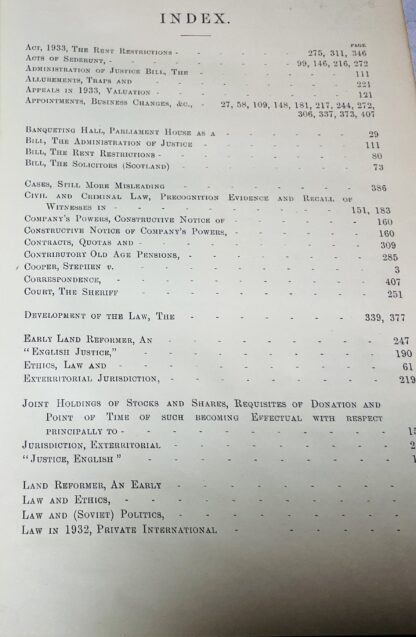 INDEX.
PAGE
Act, 1933, The Rent Restrictions - - - - - 275, 311, 346
Acts of Sederunt, - - - - - - 99, 146, 216, 272
Administration of Justice Bill, The - - - - - 111
Allurements, Traps and - - - - - - 221
Appeals in 1933, Valuation - - - - - - 121
Appointments, Business Changes, &c., - 27, 58, 109, 148, 181, 217, 244, 272,
306, 337, 373, 407
Banqueting Hall, Parliament House as a - - - - - 29
Bill, The Administration of Justice - - - - - 111
Bill, The Rent Restrictions - - - - - - 80
Bill, The Solicitors (Scotland) - - - - - 73
Cases, Still More Misleading - - - - - - 386
Civil and Criminal Law, Precognition Evidence and Recall of
Witnesses in - - - - - - - 151, 183
Company's Powers, Constructive Notice of - - - - - 160
Constructive Notice of Company's Powers, - - - - - 160
Contracts, Quotas and - - - - - - - 309
Contributory Old Age Pensions, - - - - - - 285
Cooper, Stephen v. - - - - - - - 3
Correspondence, - - - - - - - 407
Court, The Sheriff - - - - - - - 251
Development of the Law, The - - - - - 339, 377
Early Land Reformer, An - - - - - - 247
"English Justice," - - - - - - - 190
Ethics, Law and - - - - - - - 61
Exterritorial Jurisdiction, - - - - - - 219
Joint Holdings of Stocks and Shares, Requisites of Donation and
Point of Time of such becoming Effectual with respect
principally to - - - - - - - -
Jurisdiction, Exterritorial - - - - - - 2
"Justice, English" - - - - - - - 1
Land Reformer, An Early - - - - - -
Law and Ethics, - - - - - - -
Law and (Soviet) Politics, - - - - - -
Law in 1932, Private International - - - - -